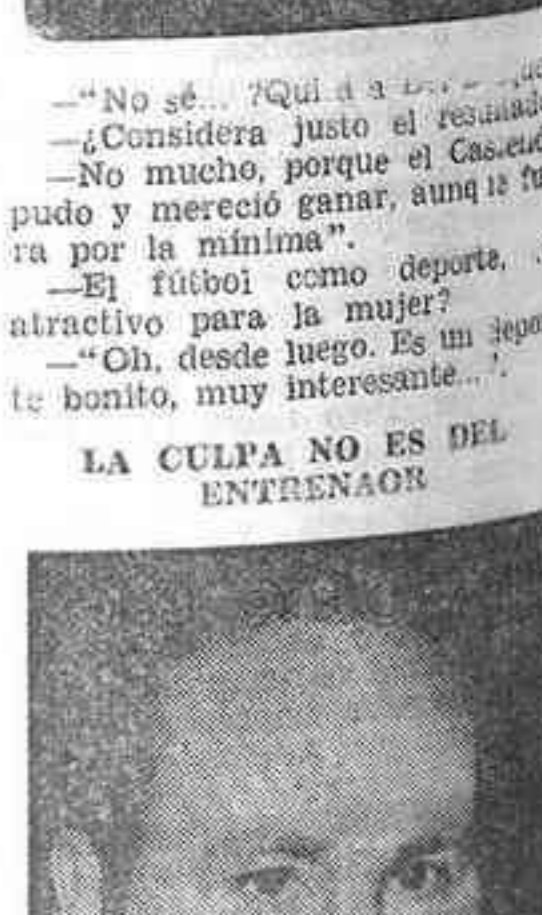 —“No sé... ?Qui
—¿Considera justo el
—No mucho, porque el
pudo y mereció ganar,
ra por la mínima”.
—El fútbol como deporte,
atractivo para la mujer?
—“Oh, desde luego. Es un
te bonito, muy interesante...
LA CULPA NO ES DEL
ENTRENAOR